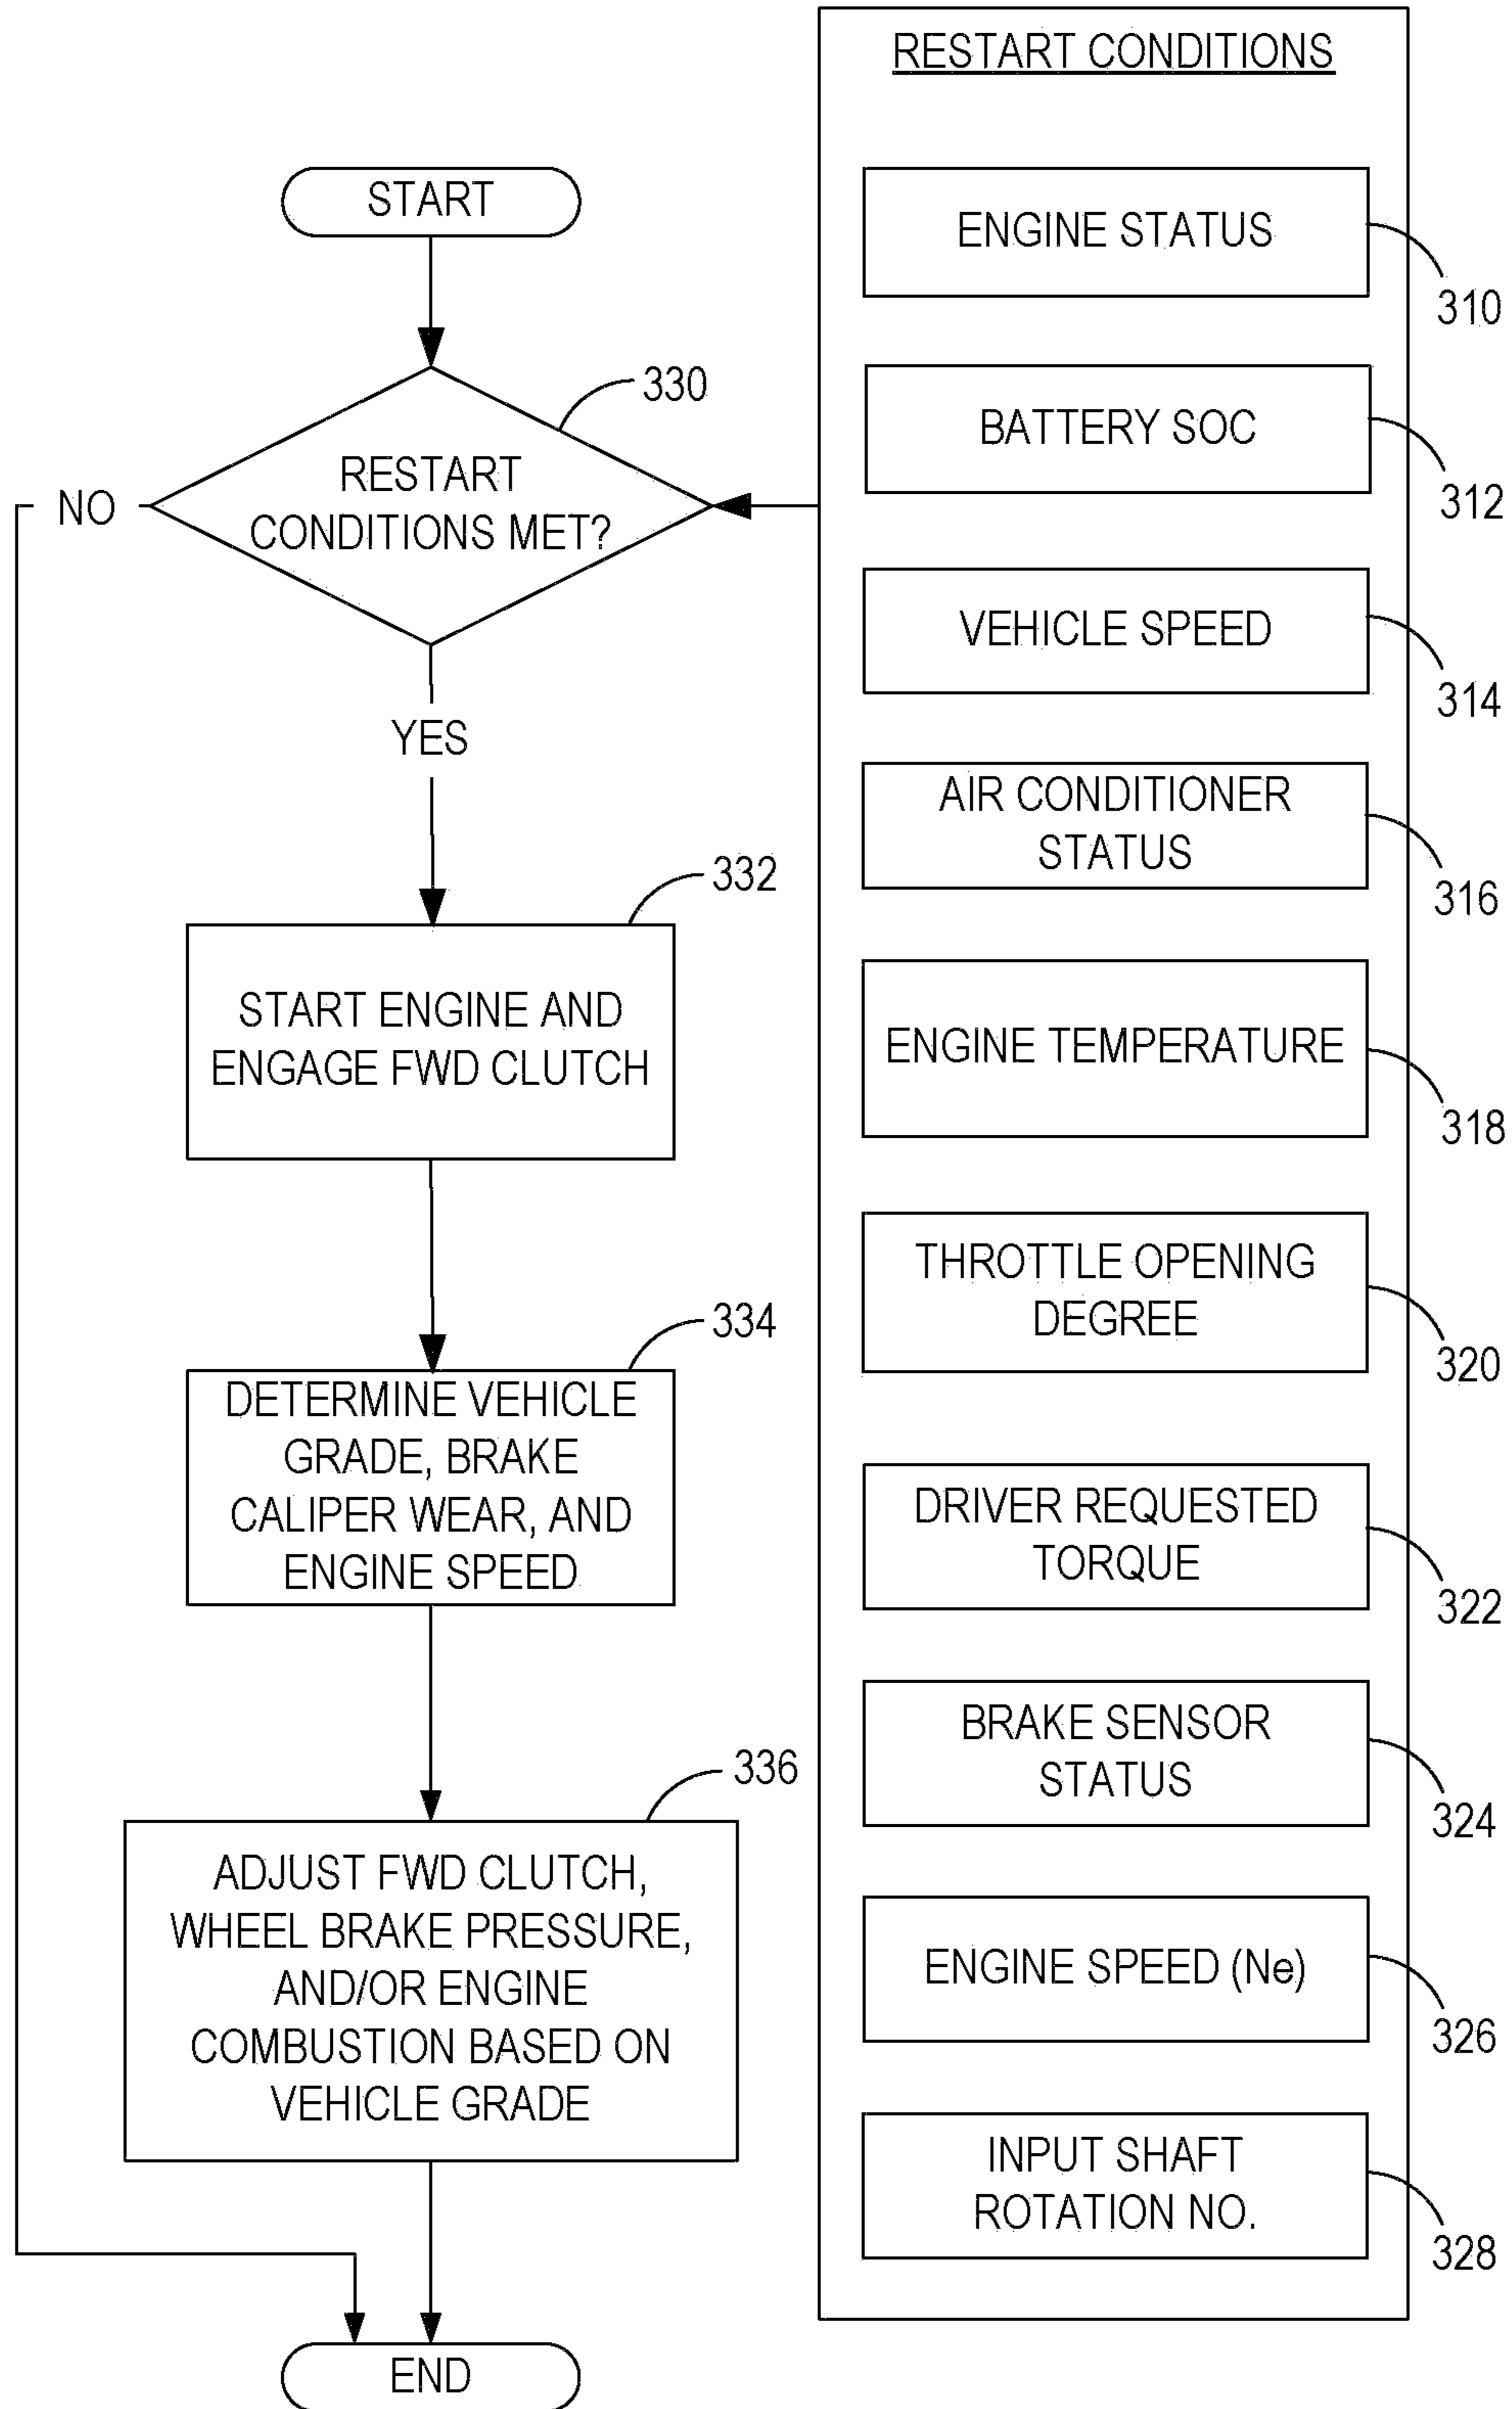 START
330
RESTART
CONDITIONS MET?
NO
YES
332
START ENGINE AND
ENGAGE FWD CLUTCH
334
DETERMINE VEHICLE
GRADE, BRAKE
CALIPER WEAR, AND
ENGINE SPEED
336
ADJUST FWD CLUTCH,
WHEEL BRAKE PRESSURE,
AND/OR ENGINE
COMBUSTION BASED ON
VEHICLE GRADE
END
RESTART CONDITIONS
ENGINE STATUS
310
BATTERY SOC
312
VEHICLE SPEED
314
AIR CONDITIONER
STATUS
316
ENGINE TEMPERATURE
318
THROTTLE OPENING
DEGREE
320
DRIVER REQUESTED
TORQUE
322
BRAKE SENSOR
STATUS
324
ENGINE SPEED (Ne)
326
INPUT SHAFT
ROTATION NO.
328